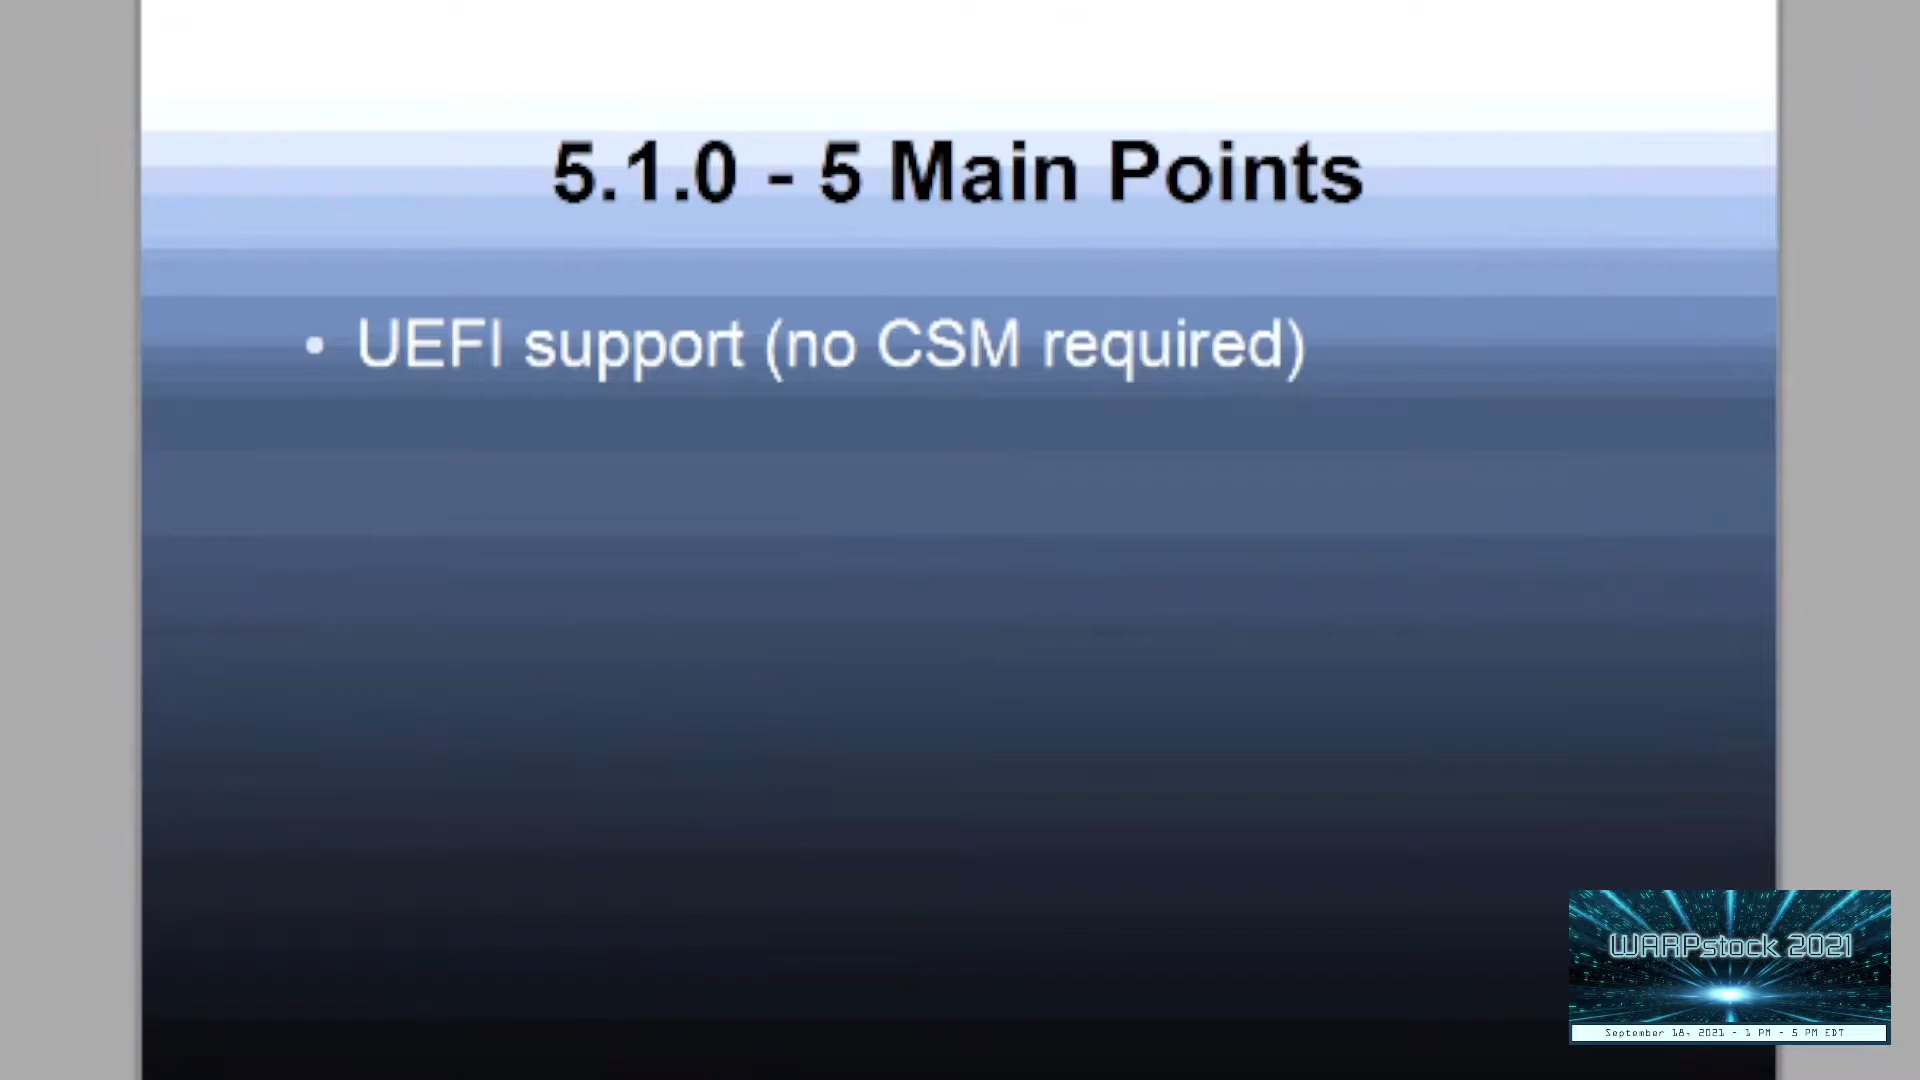 5.1.0 - 5 Main Points
• UEFI support (no CSM required)
WARPstock 2021
September 18, 2021 - 1 PM - 5 PM EDT